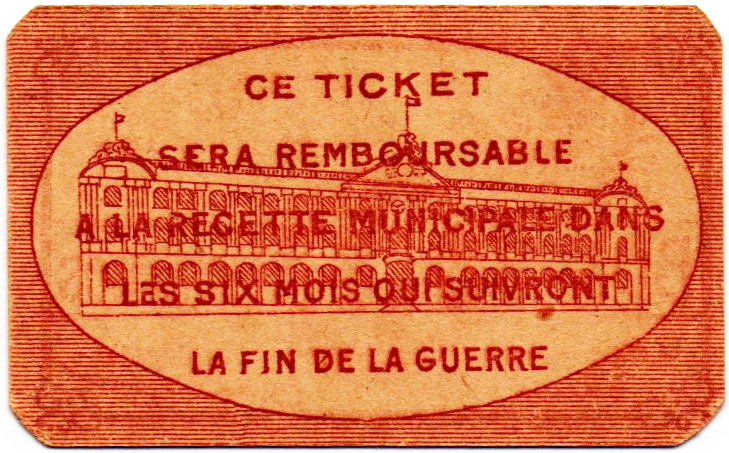 CE TICKET
SERA REMBOURSABLE
A LA RECETTE MUNICIPALE DANS
LES SIX MOIS QUI SUIVRONT
LA FIN DE LA GUERRE